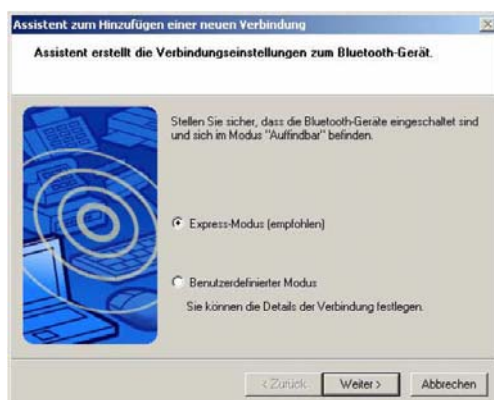 Assistent zum Hinzufügen einer neuen Verbindung
Assistent erstellt die Verbindungseinstellungen zum Bluetooth-Gerät.
Stellen Sie sicher, dass die Bluetooth-Geräte eingeschaltet sind
und sich im Modus "Auffindbar" befinden.
Express-Modus (empfohlen)
Benutzerdefinierter Modus
Sie können die Details der Verbindung festlegen.
< Zurück
Weiter >
Abbrechen